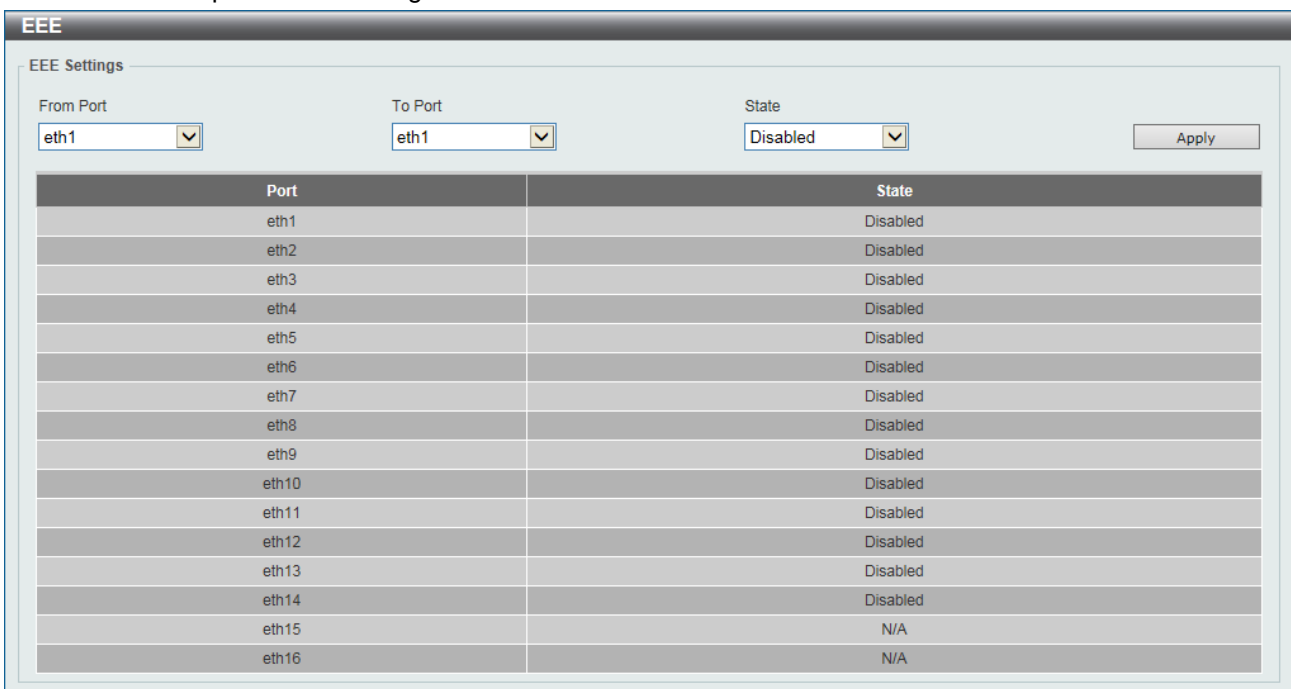 EEE
EEE Settings
From Port To Port State
eth1 eth1 Disabled Apply
Port State
eth1 Disabled
eth2 Disabled
eth3 Disabled
eth4 Disabled
eth5 Disabled
eth6 Disabled
eth7 Disabled
eth8 Disabled
eth9 Disabled
eth10 Disabled
eth11 Disabled
eth12 Disabled
eth13 Disabled
eth14 Disabled
eth15 N/A
eth16 N/A